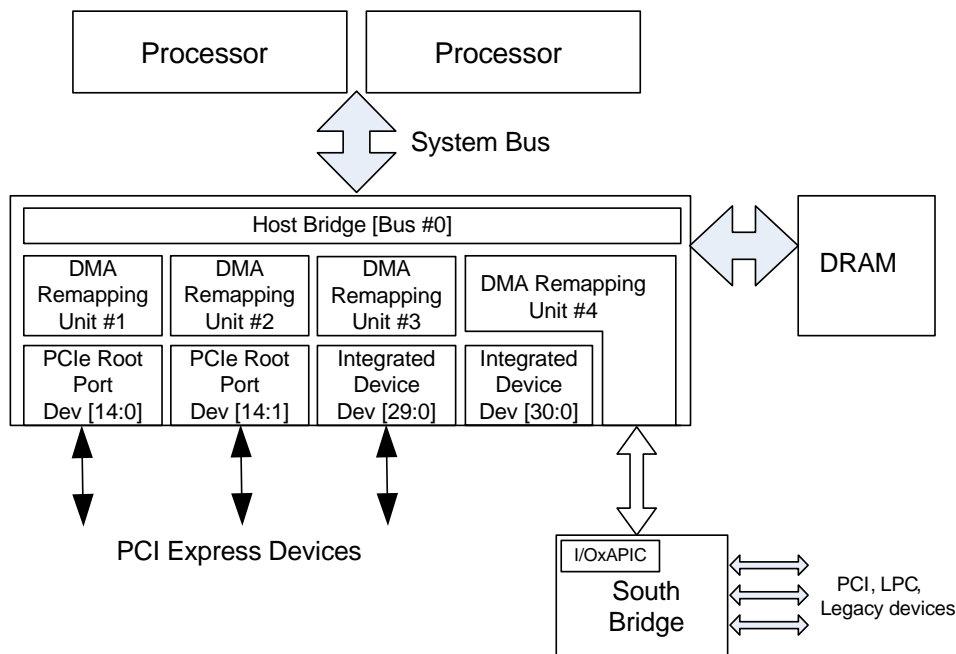 Processor
Processor
System Bus
Host Bridge [Bus #0]
DMA
Remapping
Unit #1
DMA
Remapping
Unit #2
DMA
Remapping
Unit #3
DMA Remapping
Unit #4
DRAM
PCIe Root
Port
Dev [14:0]
PCIe Root
Port
Dev [14:1]
Integrated
Device
Dev [29:0]
Integrated
Device
Dev [30:0]
PCI Express Devices
I/OxAPIC
South
Bridge
PCI, LPC,
Legacy devices